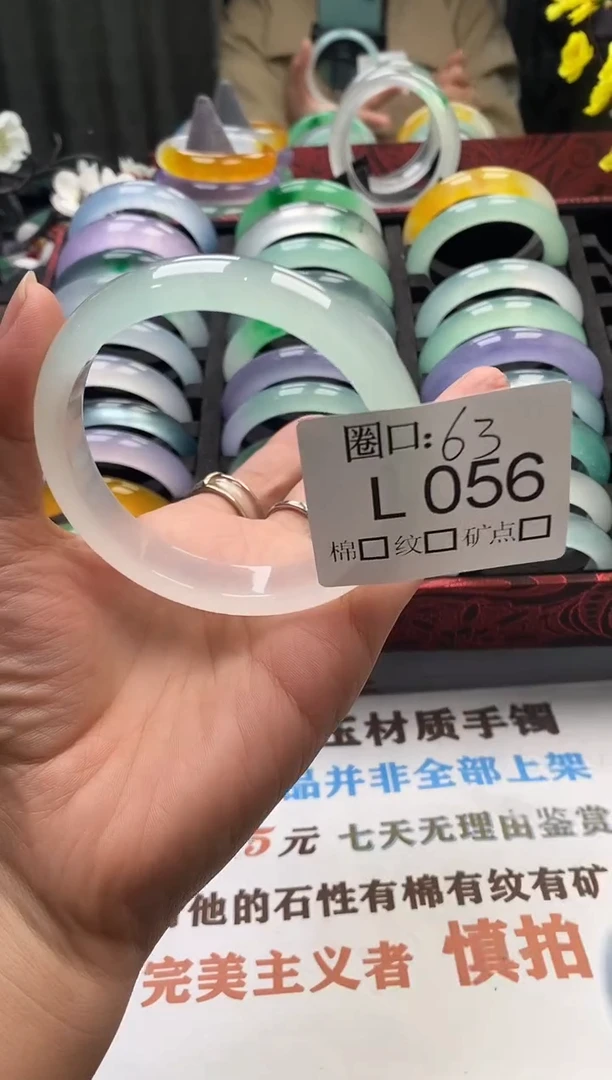 圈口:63
L 056
棉□ 纹□ 矿点□
玉材质手镯
品并非全部上架
5元 七天无理由鉴赏
他的石性有棉有纹有矿
完美主义者 慎拍